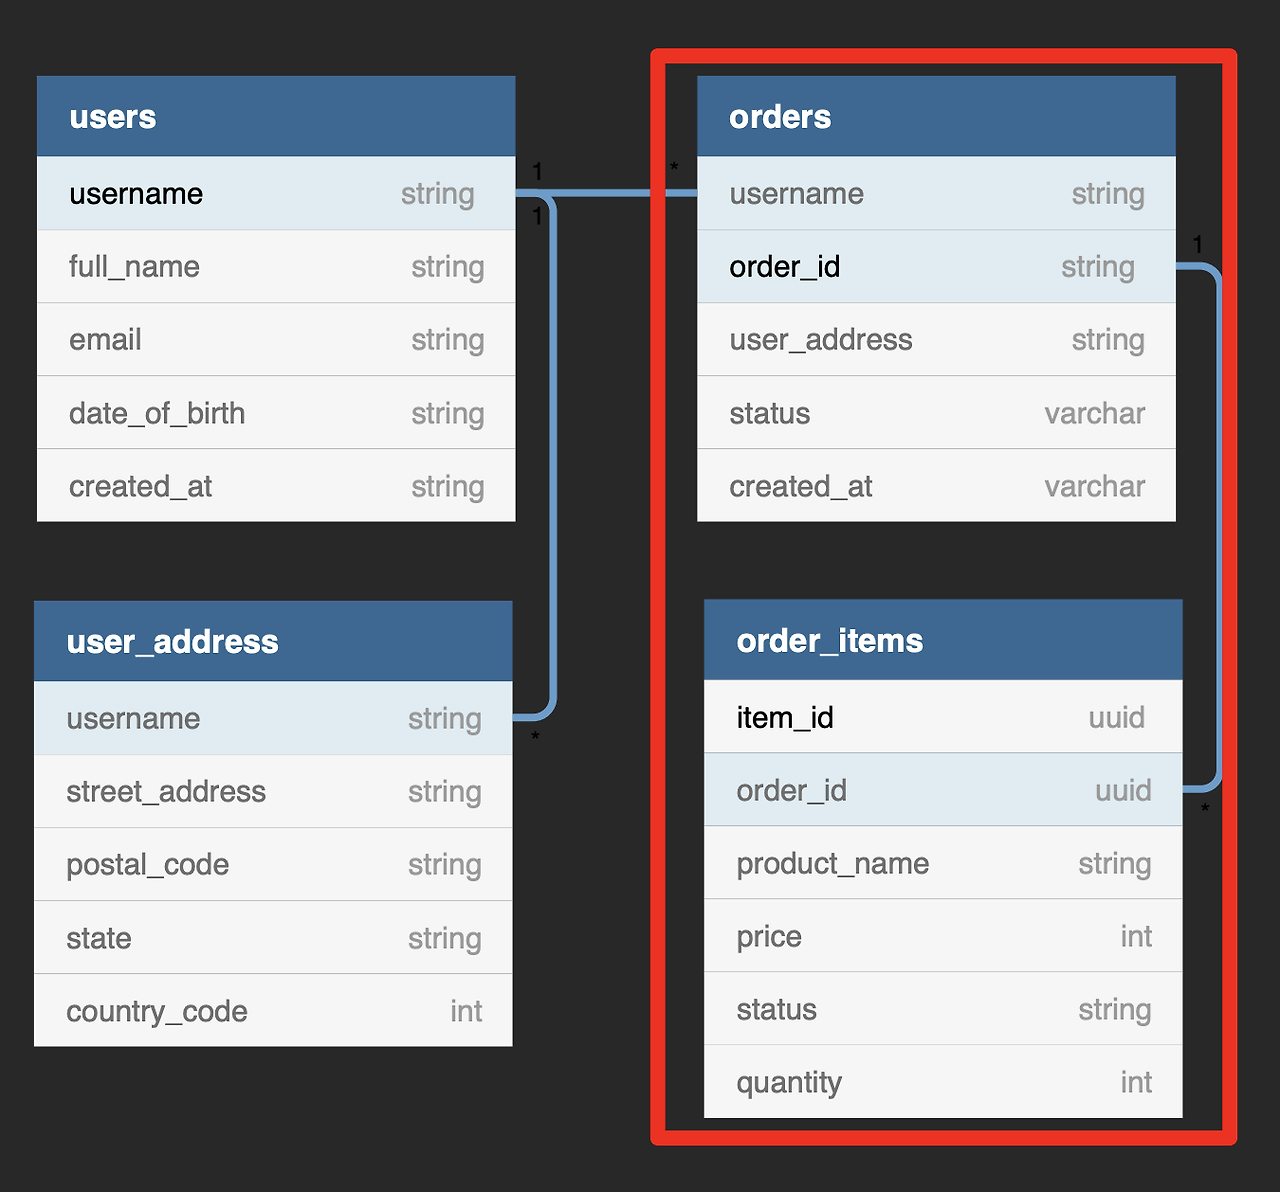 users
username string
full_name string
email string
date_of_birth string
created_at string
1
1
*
orders
username string
order_id string
user_address string
status varchar
created_at varchar
1
user_address
username string
street_address string
postal_code string
state string
country_code int
*
order_items
item_id uuid
order_id uuid
product_name string
price int
status string
quantity int
*